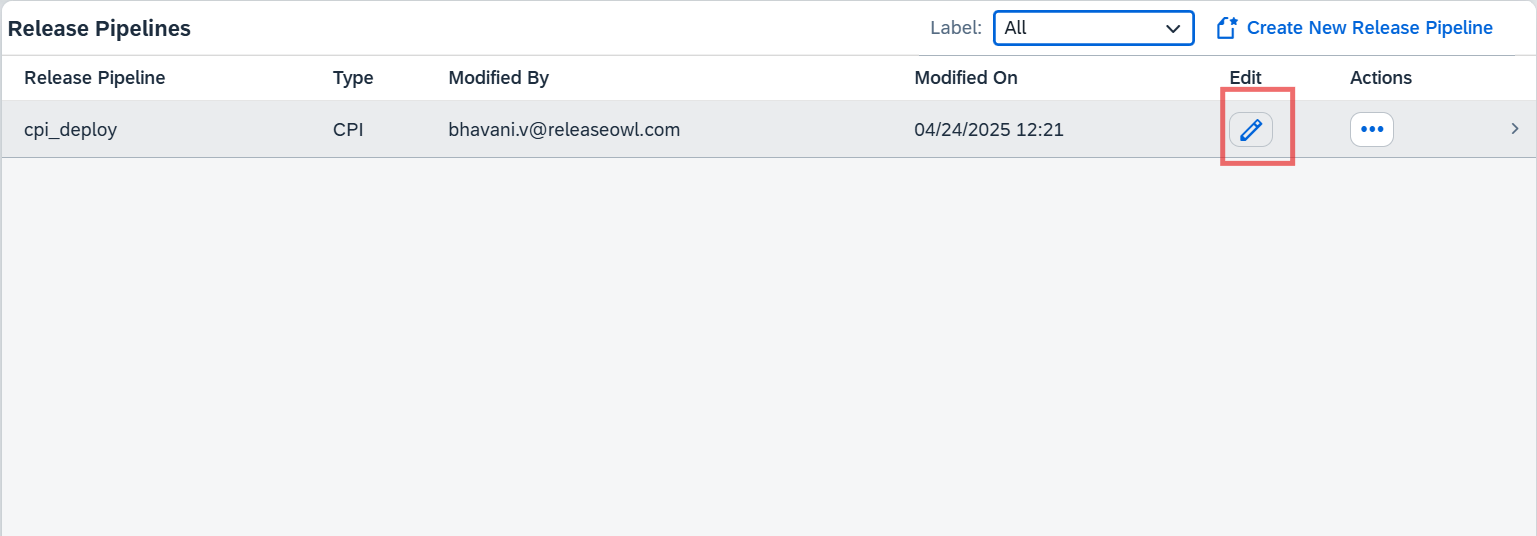 Release Pipelines Label: All Create New Release Pipeline
Release Pipeline Type Modified By Modified On Edit Actions
cpi_deploy CPI bhavani.v@releaseowl.com 04/24/2025 12:21